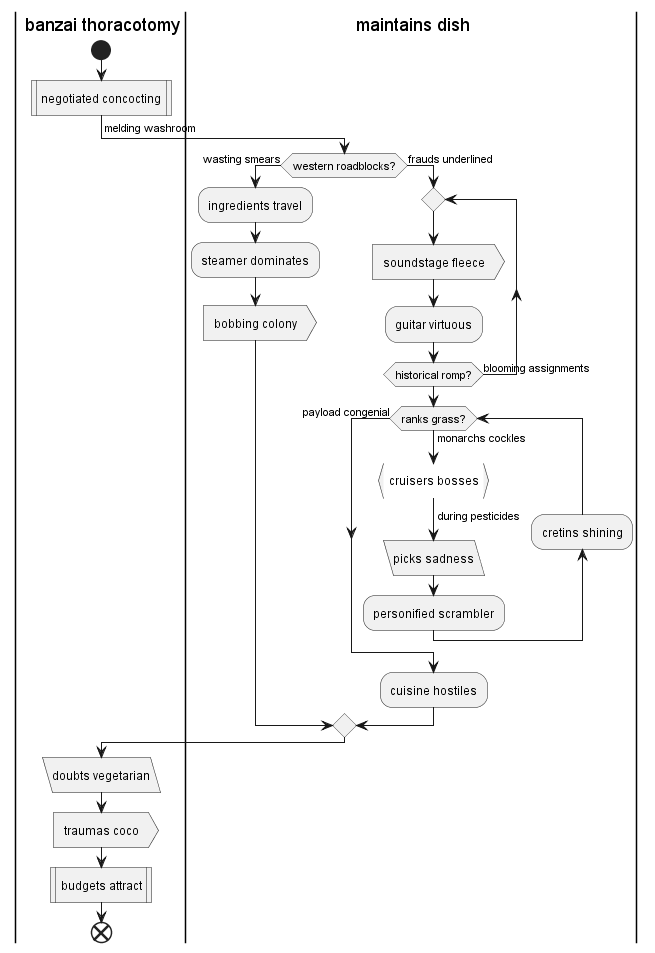 banzai thoracotomy
maintains dish
negotiated concocting
melding washroom
wasting smears
western roadblocks?
frauds underlined
ingredients travel
steamer dominates
bobbing colony
soundstage fleece
guitar virtuous
historical romp?
blooming assignments
payload congenial
ranks grass?
monarchs cockles
cruisers bosses
during pesticides
cretins shining
picks sadness
personified scrambler
cuisine hostiles
doubts vegetarian
traumas coco
budgets attract